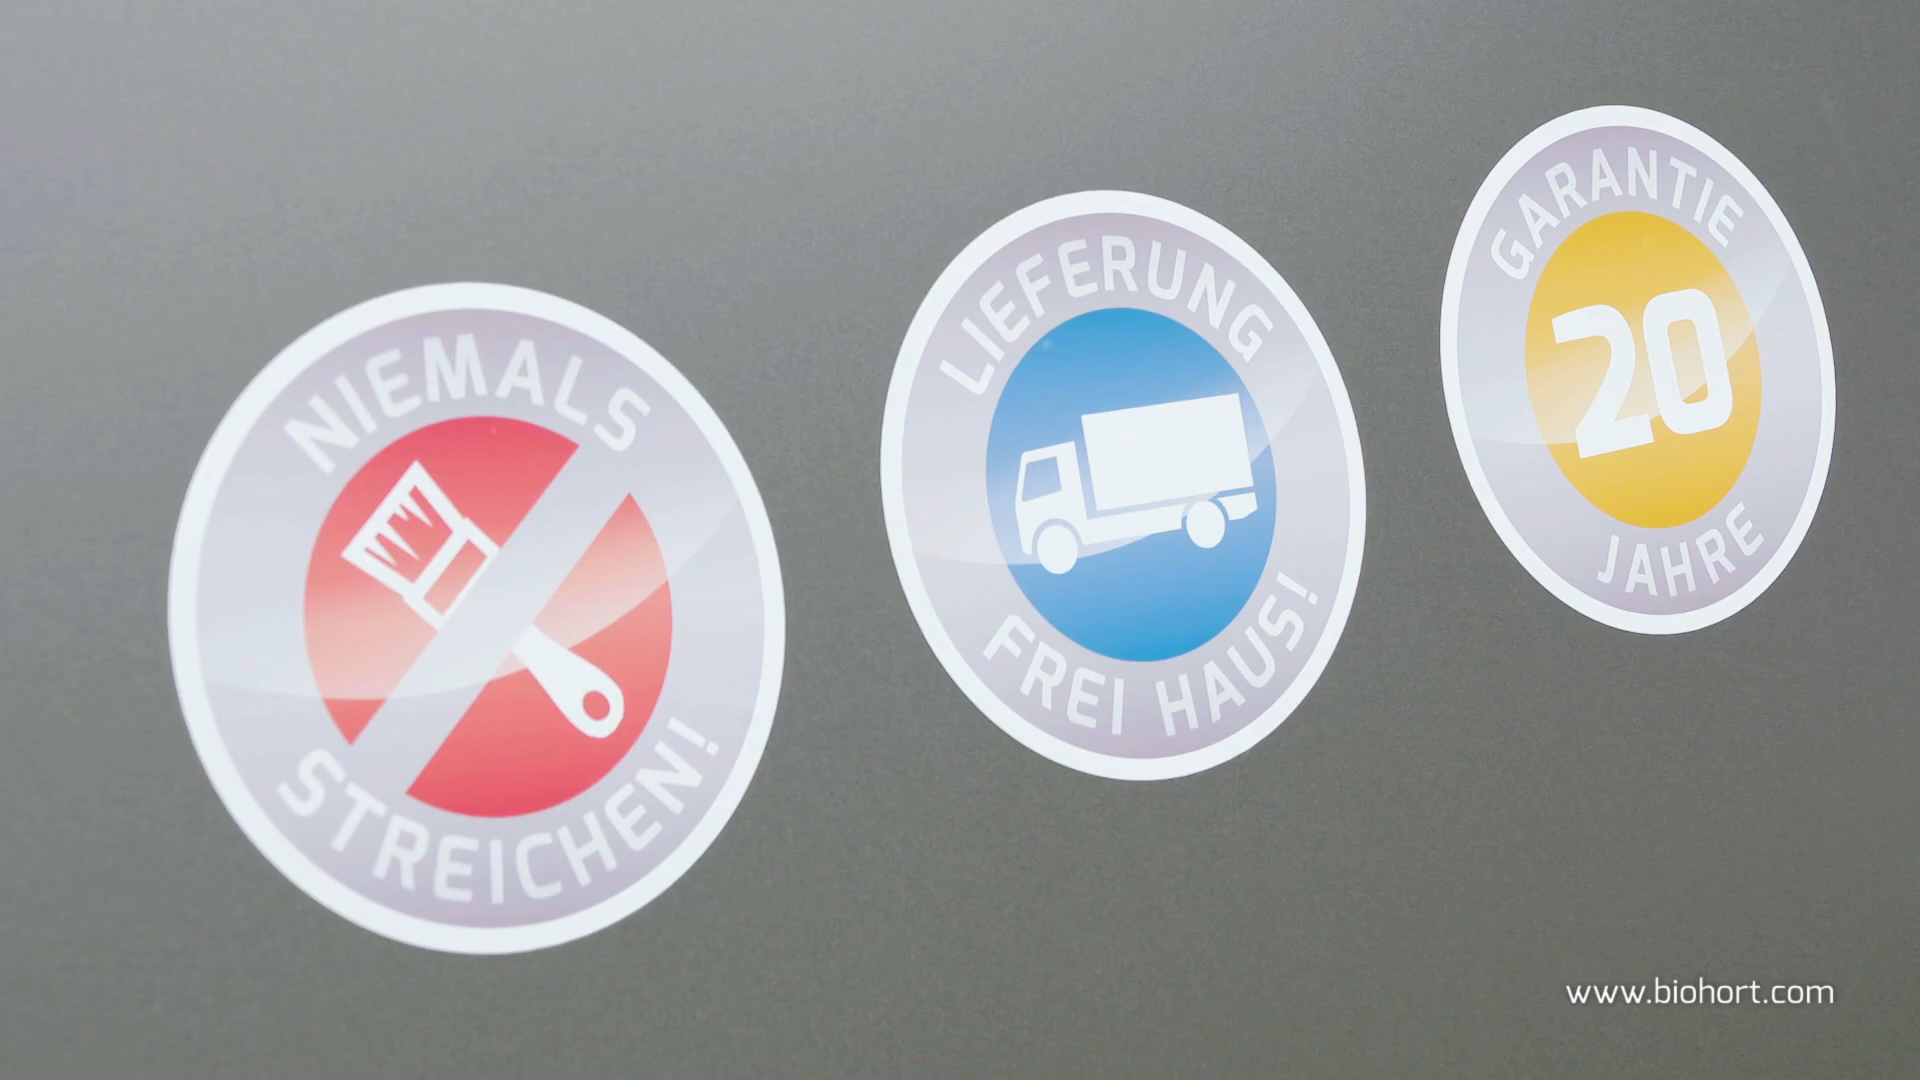 NIEMALS
STREICHEN!
LIEFERUNG
FREI HAUS!
GARANTIE
20
JAHRE
www.biohort.com